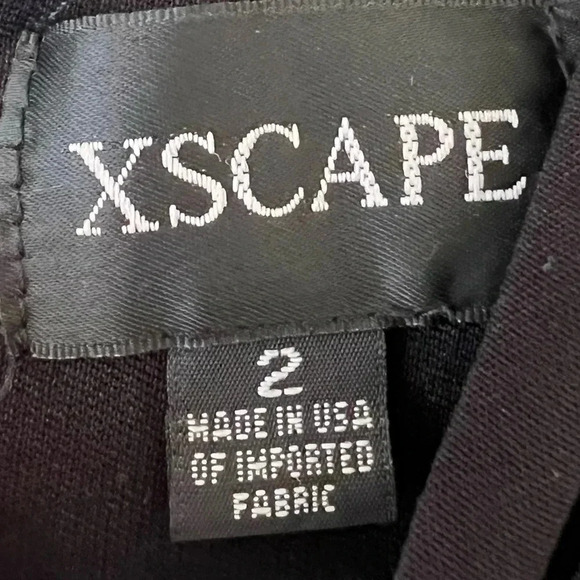 XSCAPE
2
MADE IN USA
OF IMPORTED
FABRIC